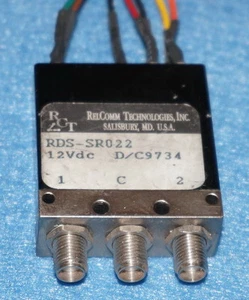 RCT
RelComm Technologies, Inc.
Salisbury, MD. U.S.A.
RDS-SR022
12Vdc D/C9734
1 C 2